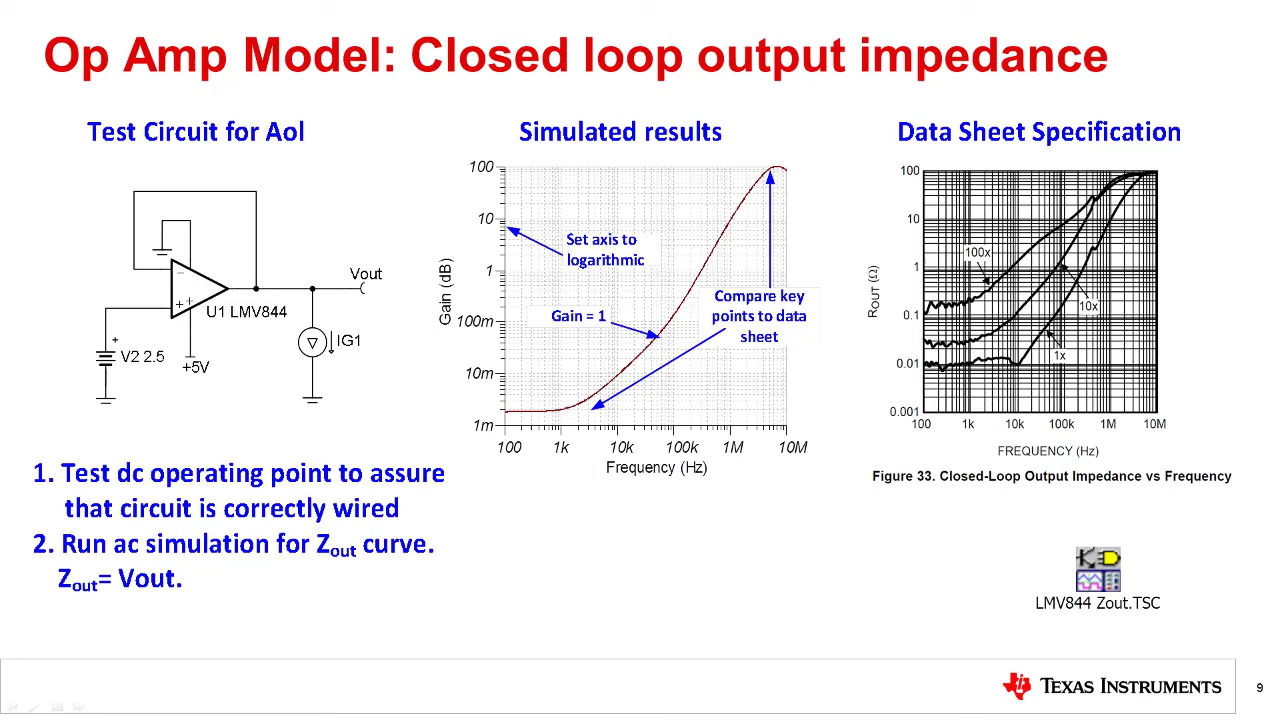 Op Amp Model: Closed loop output impedance
Test Circuit for Aol
Vout
U1 LMV844
V2 2.5
+5V
IG1
1. Test dc operating point to assure
that circuit is correctly wired
2. Run ac simulation for Zout curve.
Zout= Vout.
Simulated results
Gain (dB)
100
10
1
100m
10m
1m
Set axis to
logarithmic
Gain = 1
Compare key
points to data
sheet
100 1k 10k 100k 1M 10M
Frequency (Hz)
Data Sheet Specification
ROUT (Ω)
100
10
1
0.1
0.01
0.001
100x
10x
1x
100 1k 10k 100k 1M 10M
FREQUENCY (Hz)
Figure 33. Closed-Loop Output Impedance vs Frequency
LMV844 Zout.TSC
TEXAS INSTRUMENTS
9